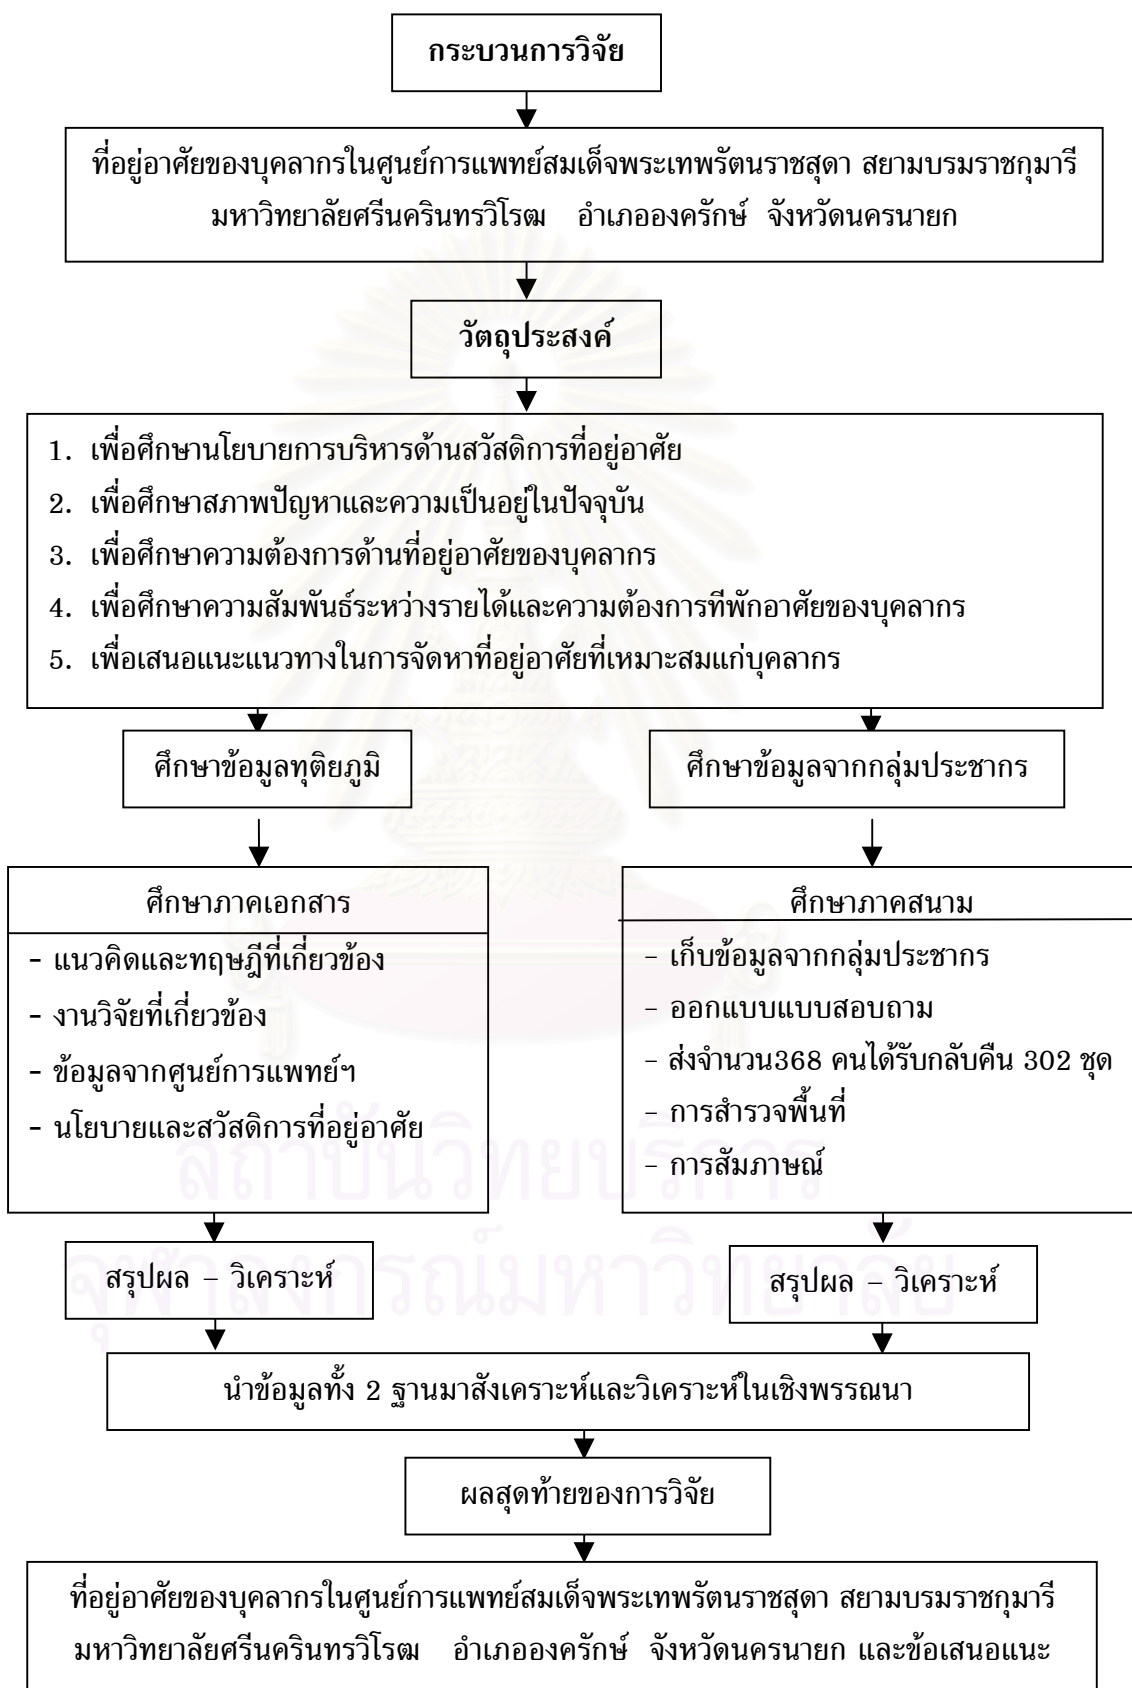 กระบวนการวิจัย
ที่อยู่อาศัยของบุคลากรในศูนย์การแพทย์สมเด็จพระเทพรัตนราชสุดา สยามบรมราชกุมารี
มหาวิทยาลัยศรีนครินทรวิโรฒ อำเภอองครักษ์ จังหวัดนครนายก
วัตถุประสงค์
1. เพื่อศึกษานโยบายการบริหารด้านสวัสดิการที่อยู่อาศัย
2. เพื่อศึกษาสภาพปัญหาและความเป็นอยู่ในปัจจุบัน
3. เพื่อศึกษาความต้องการด้านที่อยู่อาศัยของบุคลากร
4. เพื่อศึกษาความสัมพันธ์ระหว่างรายได้และความต้องการทีพักอาศัยของบุคลากร
5. เพื่อเสนอแนะแนวทางในการจัดหาที่อยู่อาศัยที่เหมาะสมแก่บุคลากร
ศึกษาข้อมูลทุติยภูมิ
ศึกษาข้อมูลจากกลุ่มประชากร
ศึกษาภาคเอกสาร
- แนวคิดและทฤษฎีที่เกี่ยวข้อง
- งานวิจัยที่เกี่ยวข้อง
- ข้อมูลจากศูนย์การแพทย์ฯ
- นโยบายและสวัสดิการที่อยู่อาศัย
ศึกษาภาคสนาม
- เก็บข้อมูลจากกลุ่มประชากร
- ออกแบบแบบสอบถาม
- ส่งจำนวน368 คนได้รับกลับคืน 302 ชุด
- การสำรวจพื้นที่
- การสัมภาษณ์
สถาบันวิทยบริการ
จุฬาลงกรณ์มหาวิทยาลัย
สรุปผล – วิเคราะห์
สรุปผล – วิเคราะห์
นำข้อมูลทั้ง 2 ฐานมาสังเคราะห์และวิเคราะห์ในเชิงพรรณนา
ผลสุดท้ายของการวิจัย
ที่อยู่อาศัยของบุคลากรในศูนย์การแพทย์สมเด็จพระเทพรัตนราชสุดา สยามบรมราชกุมารี
มหาวิทยาลัยศรีนครินทรวิโรฒ อำเภอองครักษ์ จังหวัดนครนายก และข้อเสนอแนะ